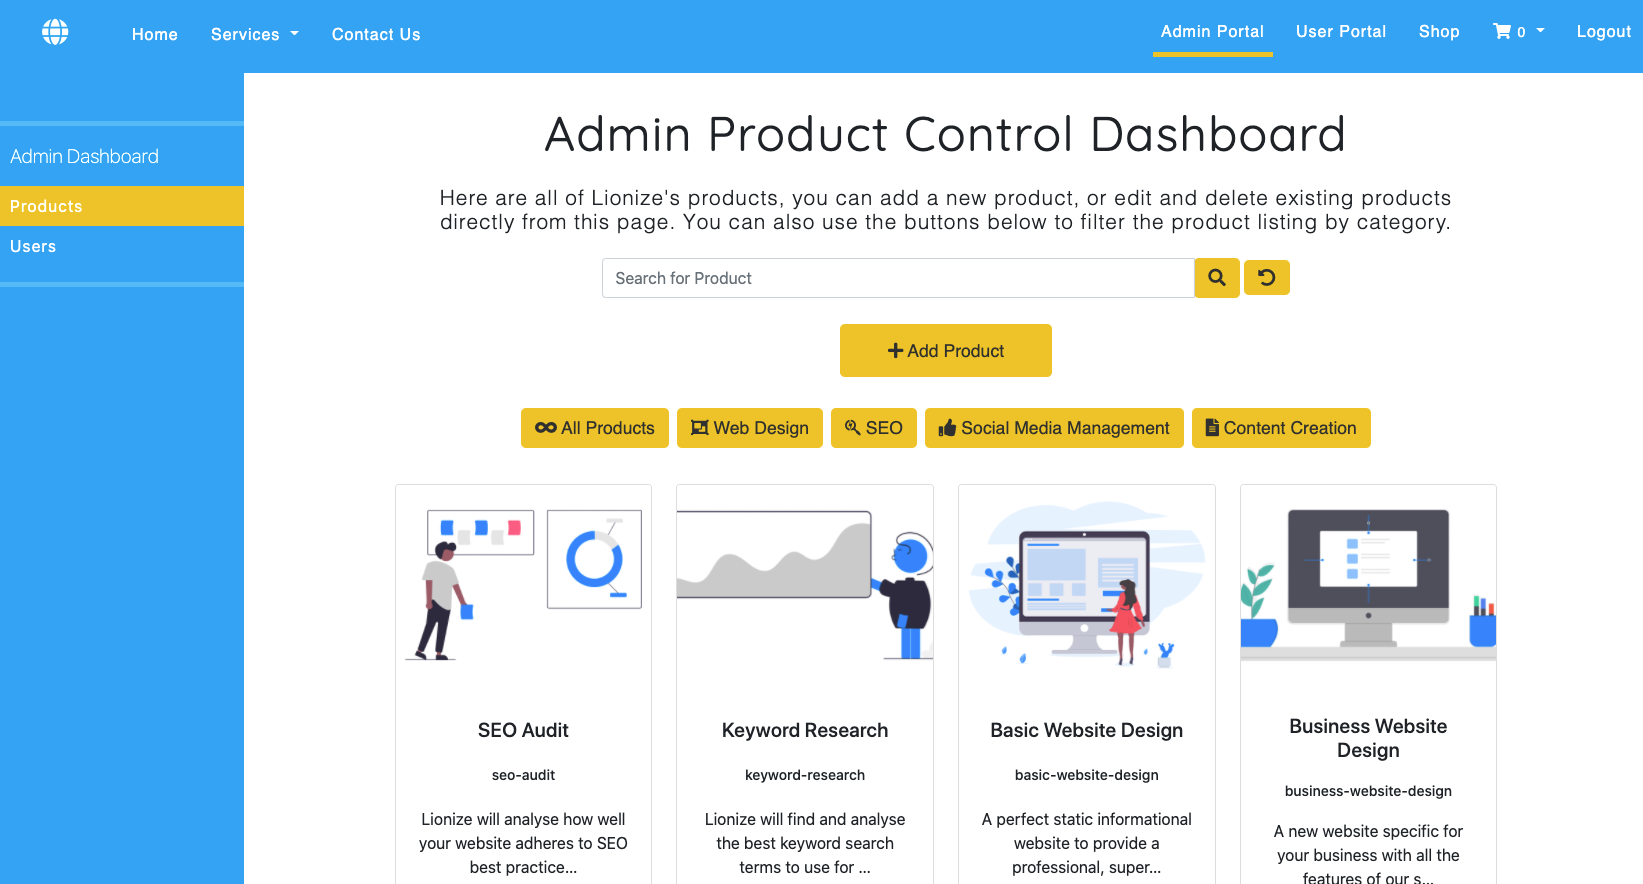 Home
Services
Contact Us
Admin Portal
User Portal
Shop
0
Logout
Admin Dashboard
Products
Users
Admin Product Control Dashboard
Here are all of Lionize's products, you can add a new product, or edit and delete existing products
directly from this page. You can also use the buttons below to filter the product listing by category.
Search for Product
Add Product
All Products
Web Design
SEO
Social Media Management
Content Creation
SEO Audit
seo-audit
Lionize will analyse how well
your website adheres to SEO
best practice...
Keyword Research
keyword-research
Lionize will find and analyse
the best keyword search
terms to use for ...
Basic Website Design
basic-website-design
A perfect static informational
website to provide a
professional, super...
Business Website
Design
business-website-design
A new website specific for
your business with all the
features of our s...